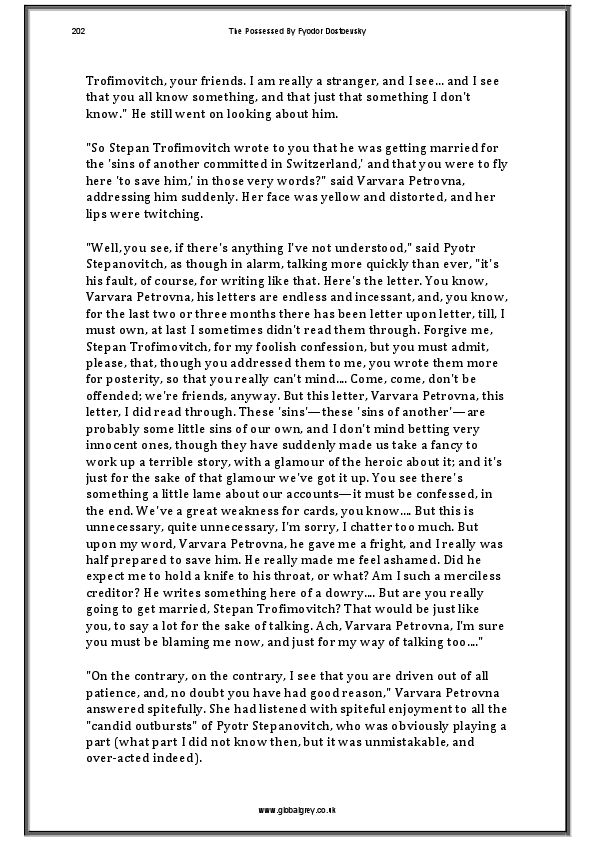 202 The Possessed By Fyodor Dostoevsky
Trofimovitch, your friends. I am really a stranger, and I see... and I see
that you all know something, and that just that something I don't
know." He still went on looking about him.
"So Stepan Trofimovitch wrote to you that he was getting married for
the 'sins of another committed in Switzerland,' and that you were to fly
here 'to save him,' in those very words?" said Varvara Petrovna,
addressing him suddenly. Her face was yellow and distorted, and her
lips were twitching.
"Well, you see, if there's anything I've not understood," said Pyotr
Stepanovitch, as though in alarm, talking more quickly than ever, "it's
his fault, of course, for writing like that. Here's the letter. You know,
Varvara Petrovna, his letters are endless and incessant, and, you know,
for the last two or three months there has been letter upon letter, till, I
must own, at last I sometimes didn't read them through. Forgive me,
Stepan Trofimovitch, for my foolish confession, but you must admit,
please, that, though you addressed them to me, you wrote them more
for posterity, so that you really can't mind.... Come, come, don't be
offended; we're friends, anyway. But this letter, Varvara Petrovna, this
letter, I did read through. These 'sins'—these 'sins of another'—are
probably some little sins of our own, and I don't mind betting very
innocent ones, though they have suddenly made us take a fancy to
work up a terrible story, with a glamour of the heroic about it; and it's
just for the sake of that glamour we've got it up. You see there's
something a little lame about our accounts—it must be confessed, in
the end. We've a great weakness for cards, you know.... But this is
unnecessary, quite unnecessary, I'm sorry, I chatter too much. But
upon my word, Varvara Petrovna, he gave me a fright, and I really was
half prepared to save him. He really made me feel ashamed. Did he
expect me to hold a knife to his throat, or what? Am I such a merciless
creditor? He writes something here of a dowry.... But are you really
going to get married, Stepan Trofimovitch? That would be just like
you, to say a lot for the sake of talking. Ach, Varvara Petrovna, I'm sure
you must be blaming me now, and just for my way of talking too...."
"On the contrary, on the contrary, I see that you are driven out of all
patience, and, no doubt you have had good reason," Varvara Petrovna
answered spitefully. She had listened with spiteful enjoyment to all the
"candid outbursts" of Pyotr Stepanovitch, who was obviously playing a
part (what part I did not know then, but it was unmistakable, and
over-acted indeed).
www.globalgrey.co.uk